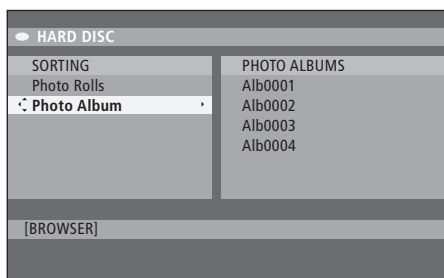 HARD DISC
SORTING
Photo Rolls
Photo Album
PHOTO ALBUMS
Alb0001
Alb0002
Alb0003
Alb0004
[BROWSER]